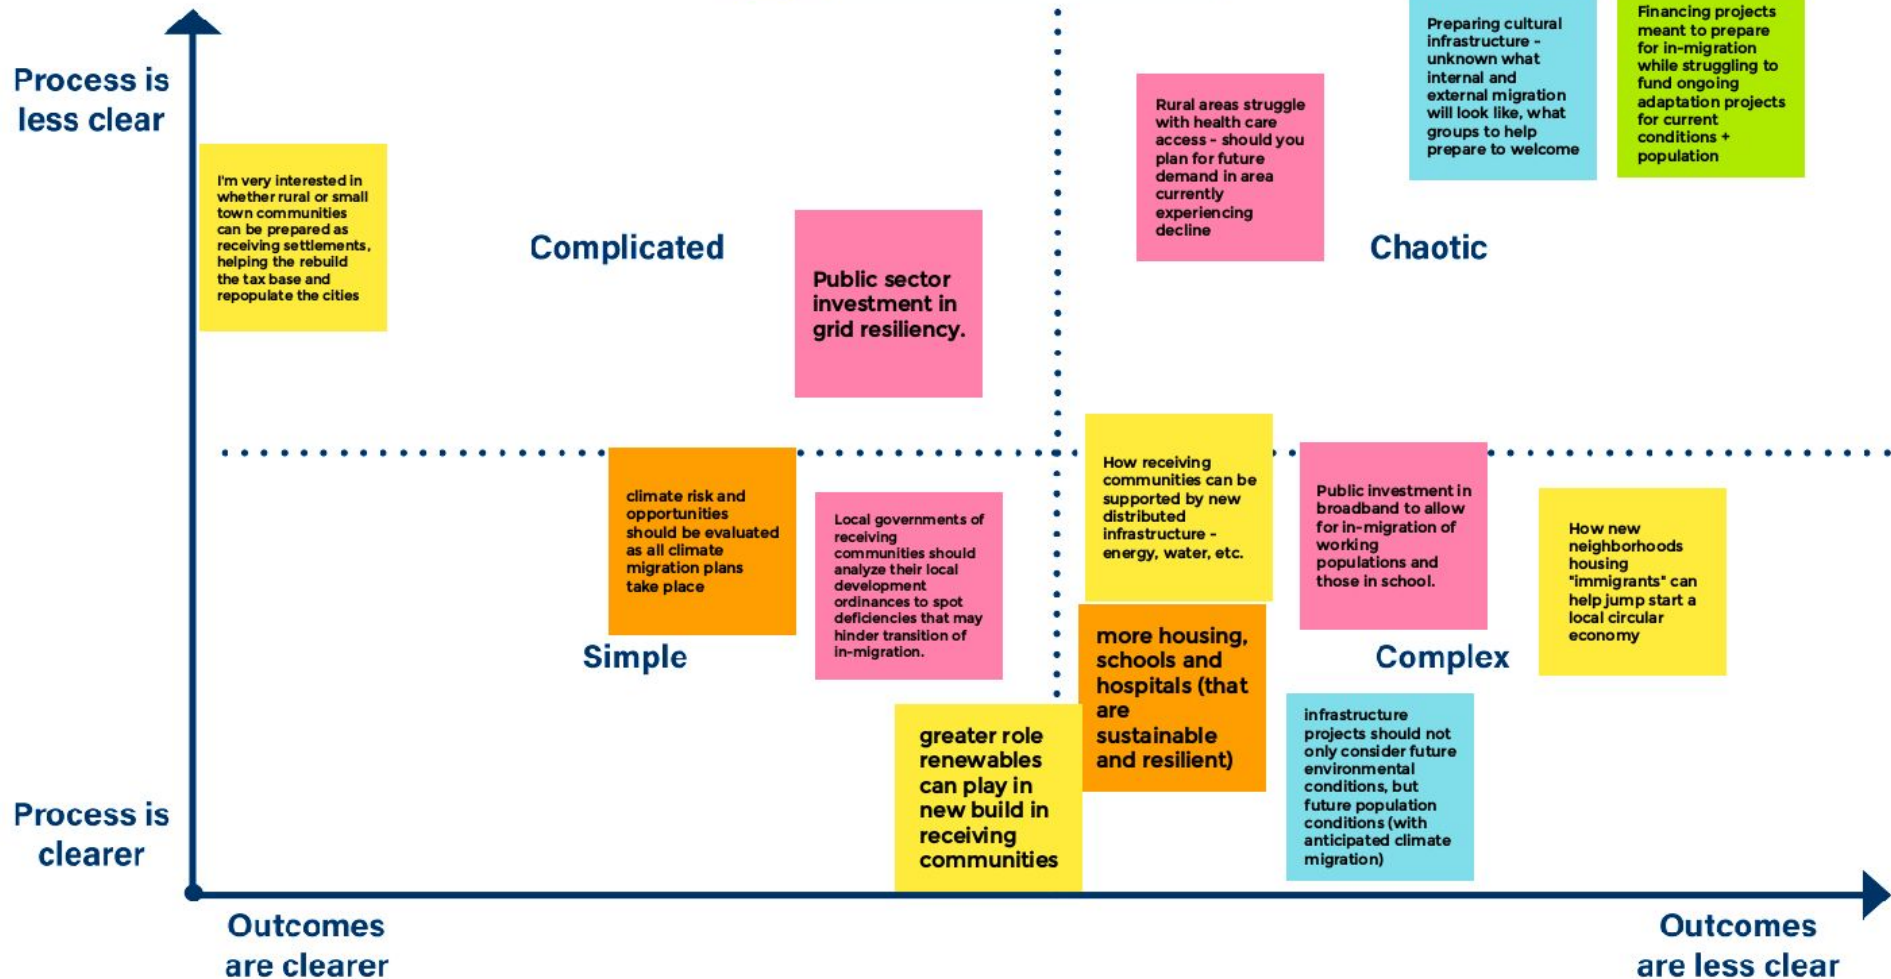 Process is
less clear
I'm very interested in
whether rural or small
town communities
can be prepared as
receiving settlements,
helping the rebuild
the tax base and
repopulate the cities
Complicated
Public sector
investment in
grid resiliency.
Rural areas struggle
with health care
access - should you
plan for future
demand in area
currently
experiencing
decline
Preparing cultural
infrastructure -
unknown what
internal and
external migration
will look like, what
groups to help
prepare to welcome
Financing projects
meant to prepare
for in-migration
while struggling to
fund ongoing
adaptation projects
for current
conditions +
population
Chaotic
climate risk and
opportunities
should be evaluated
as all climate
migration plans
take place
Local governments of
receiving
communities should
analyze their local
development
ordinances to spot
deficiencies that may
hinder transition of
in-migration.
Simple
greater role
renewables
can play in
new build in
receiving
communities
How receiving
communities can be
supported by new
distributed
infrastructure -
energy, water, etc.
Public investment in
broadband to allow
for in-migration of
working
populations and
those in school.
How new
neighborhoods
housing
"immigrants" can
help jump start a
local circular
economy
more housing,
schools and
hospitals (that
are
sustainable
and resilient)
Complex
infrastructure
projects should not
only consider future
environmental
conditions, but
future population
conditions (with
anticipated climate
migration)
Process is
clearer
Outcomes
are clearer
Outcomes
are less clear